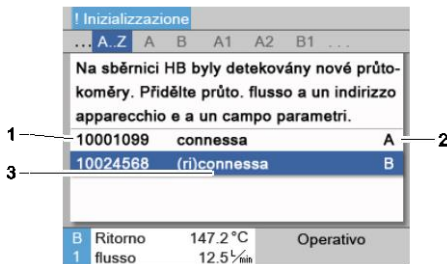 ! Inizializzazione
... A..Z A B A1 A2 B1 ...
Na sběrnici HB byly detekovány nové průto-
koměry. Přidělte průto. flusso a un indirizzo
apparecchio e a un campo parametri.
1 10001099 connessa A 2
10024568 (ri)connessa B
3
B Ritorno 147.2°C Operativo
1 flusso 12.5 L/min